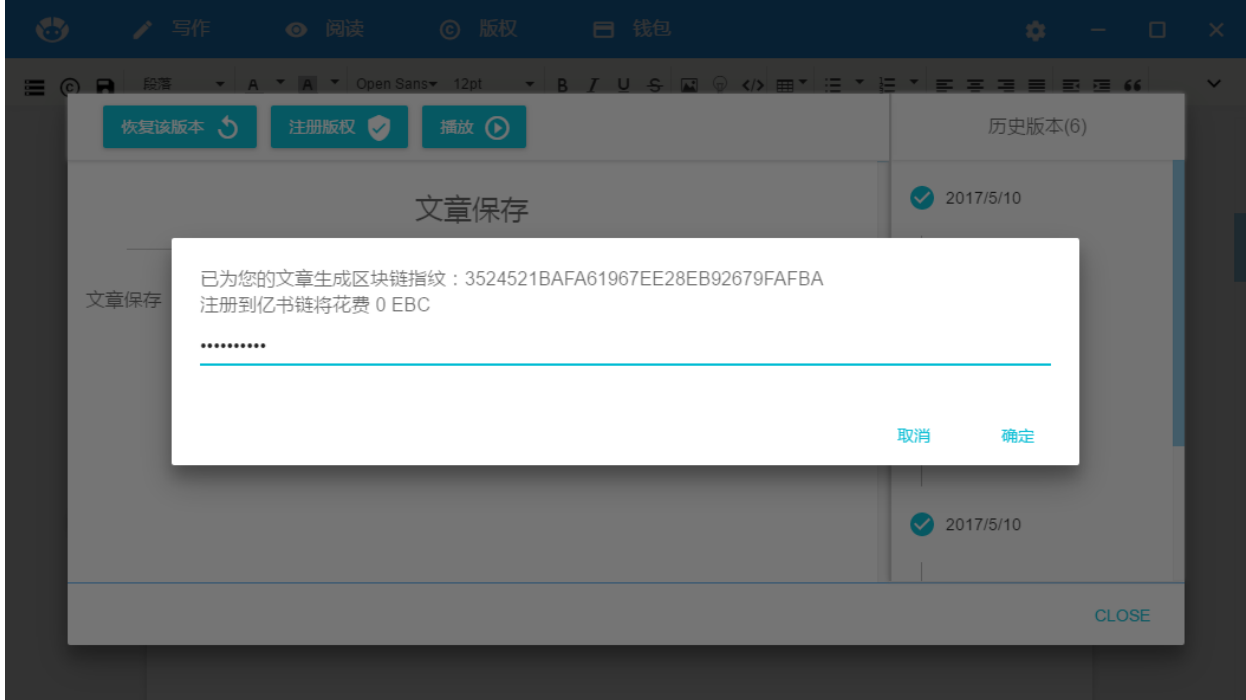 写作 阅读 版权 钱包
段落 A A Open Sans 12pt B I U S
恢复该版本 注册版权 播放 历史版本(6)
文章保存
2017/5/10
文章保存
已为您的文章生成区块链指纹：3524521BAFA61967EE28EB92679FAFBA
注册到亿书链将花费 0 EBC
••••••••••
取消 确定
2017/5/10
CLOSE